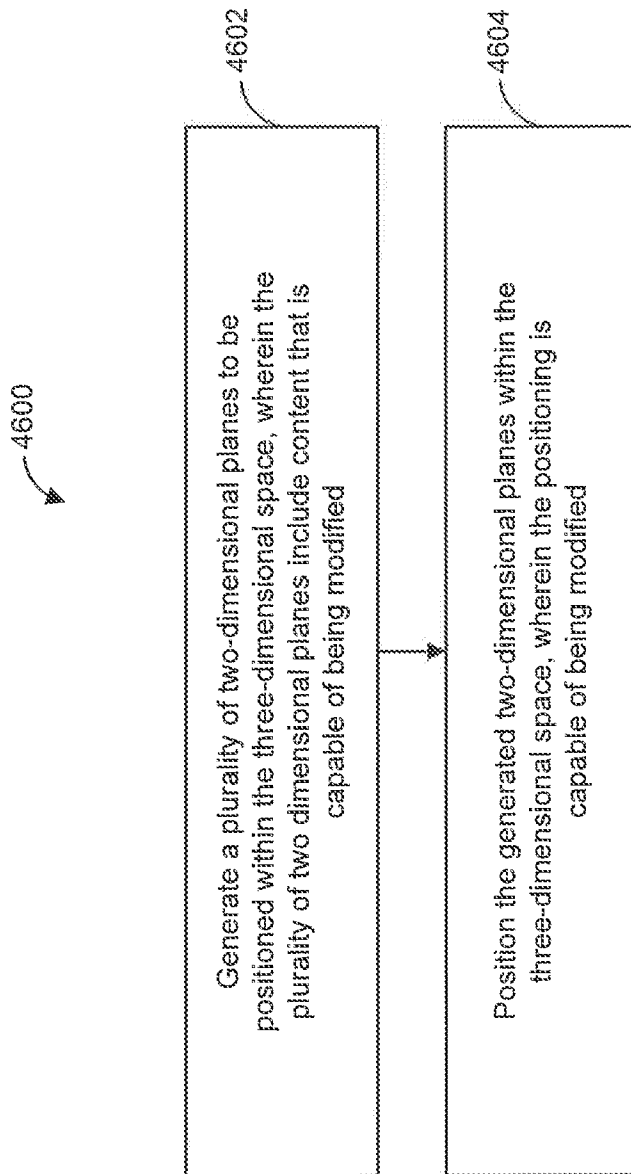 4600
4602
Generate a plurality of two-dimensional planes to be
positioned within the three-dimensional space, wherein the
plurality of two dimensional planes include content that is
capable of being modified
4604
Position the generated two-dimensional planes within the
three-dimensional space, wherein the positioning is
capable of being modified